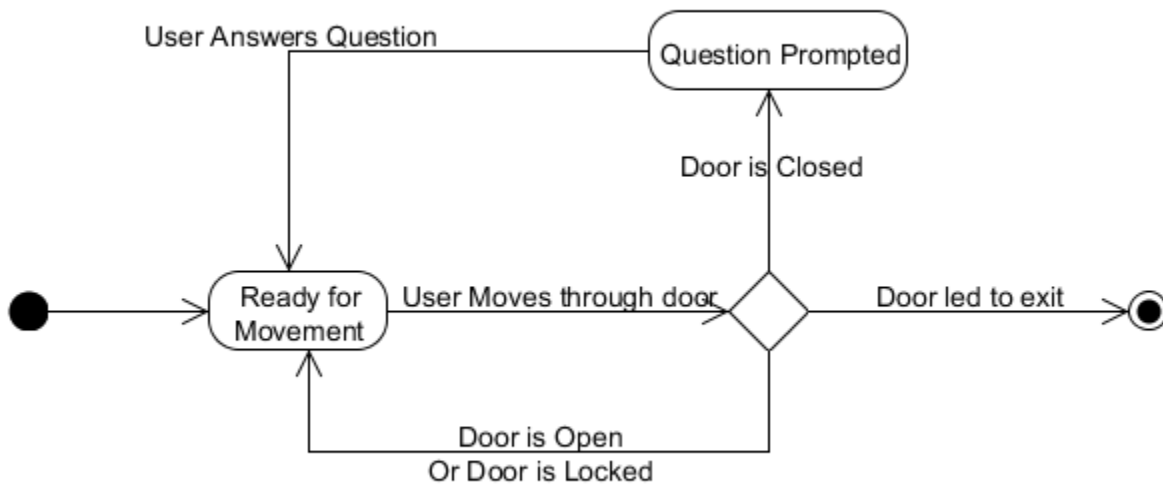 User Answers Question
Question Prompted
Door is Closed
Ready for
Movement
User Moves through door
Door led to exit
Door is Open
Or Door is Locked